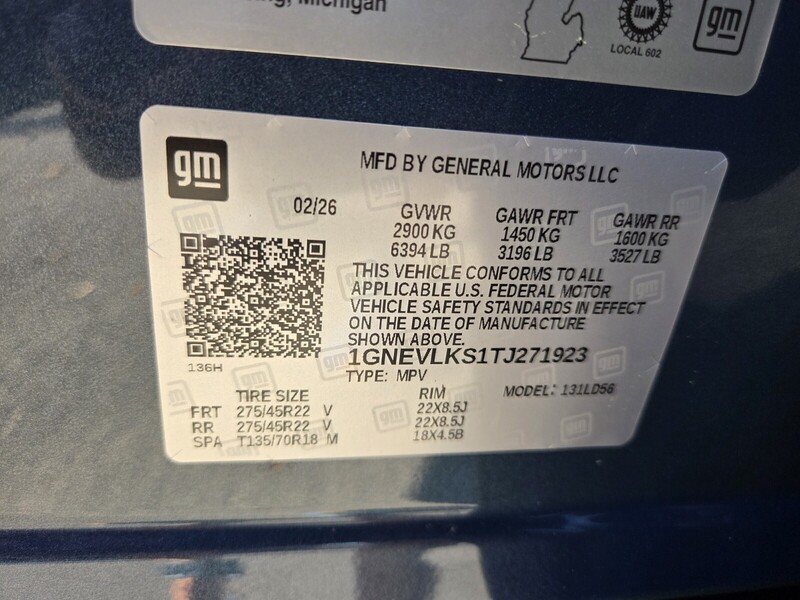 Michigan
UAW
LOCAL 602
gm
gm
MFD BY GENERAL MOTORS LLC
02/26 GVWR GAWR FRT GAWR RR
2900 KG 1450 KG 1600 KG
6394 LB 3196 LB 3527 LB
THIS VEHICLE CONFORMS TO ALL
APPLICABLE U.S. FEDERAL MOTOR
VEHICLE SAFETY STANDARDS IN EFFECT
ON THE DATE OF MANUFACTURE
SHOWN ABOVE.
1GNEVLKS1TJ271923
136H TYPE: MPV MODEL: 131LD56
TIRE SIZE RIM
FRT 275/45R22 V 22X8.5J
RR 275/45R22 V 22X8.5J
SPA T135/70R18 M 18X4.5B